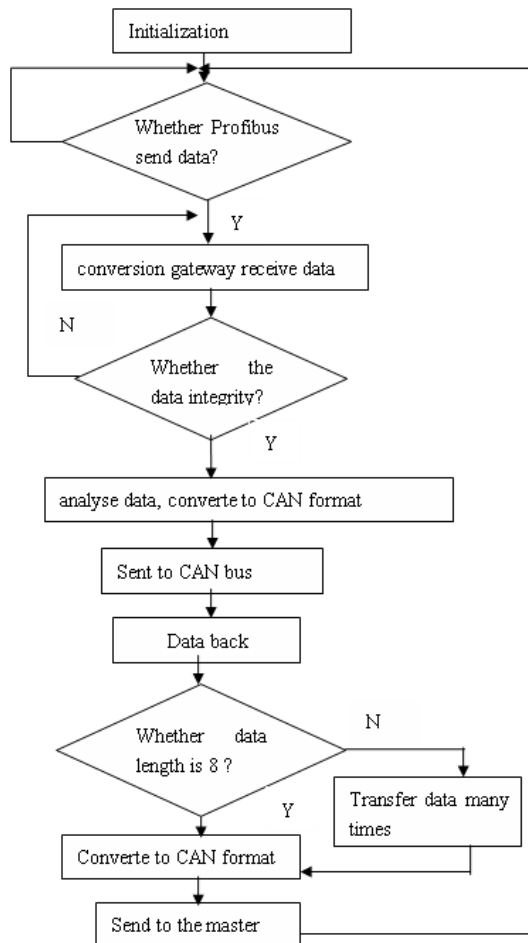 Initialization
Whether Profibus
send data?
Y
conversion gateway receive data
N
Whether the
data integrity?
Y
analyse data, converte to CAN format
Sent to CAN bus
Data back
Whether data
length is 8 ?
N
Y
Transfer data many
times
Converte to CAN format
Send to the master